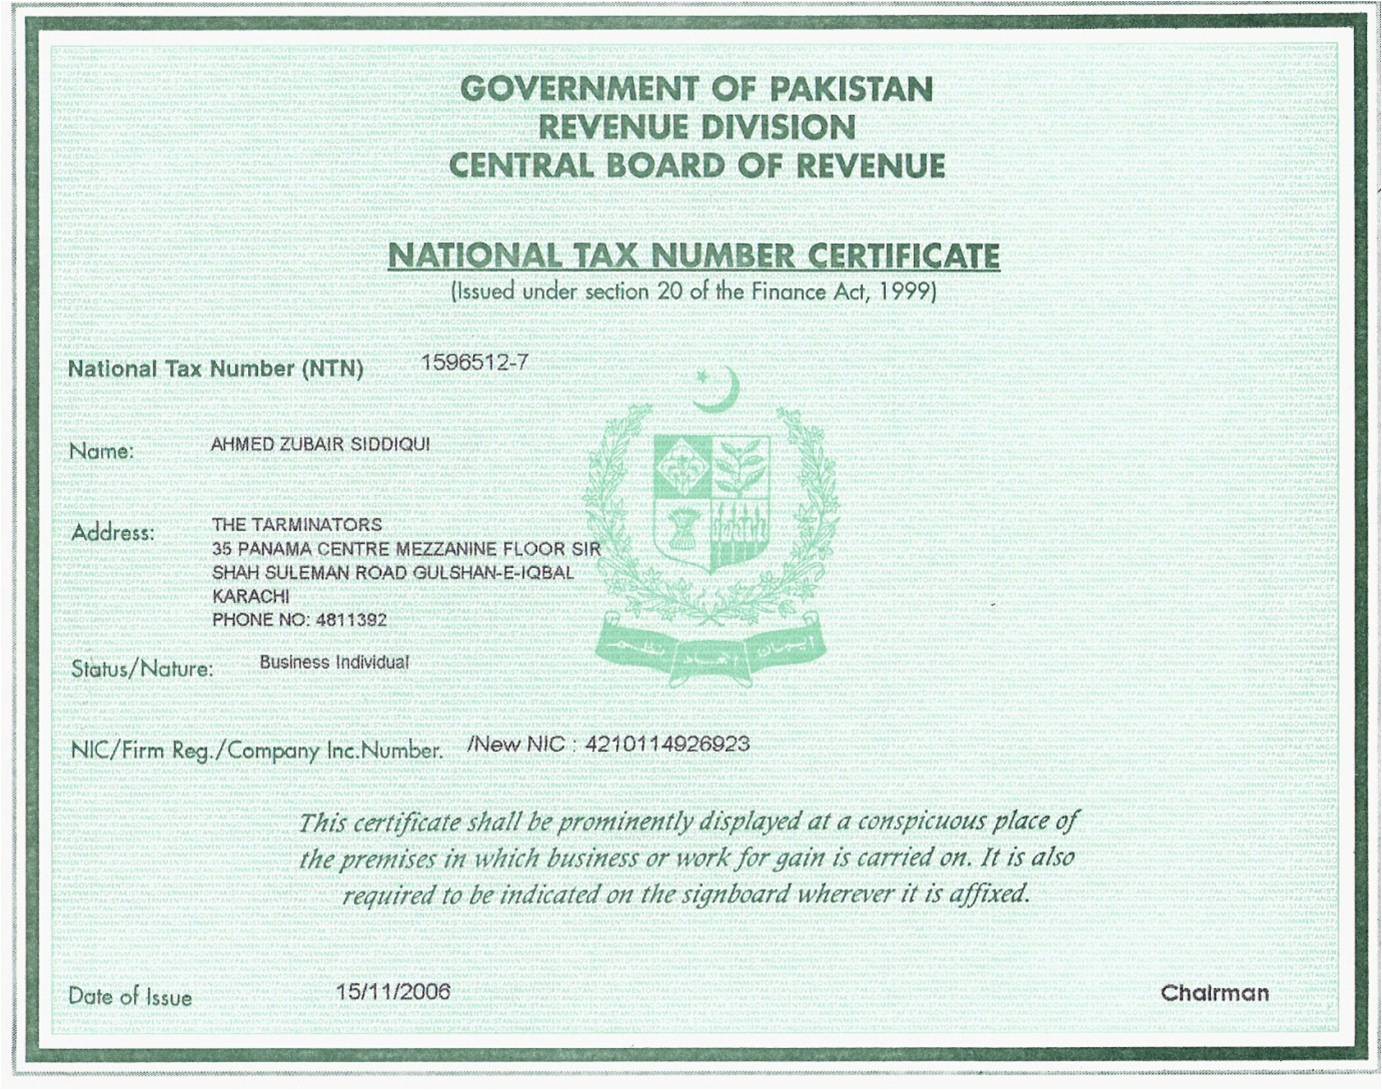 GOVERNMENT OF PAKISTAN
REVENUE DIVISION
CENTRAL BOARD OF REVENUE
NATIONAL TAX NUMBER CERTIFICATE
(Issued under section 20 of the Finance Act, 1999)
National Tax Number (NTN) 1596512-7
Name: AHMED ZUBAIR SIDDIQUI
Address: THE TARMINATORS
35 PANAMA CENTRE MEZZANINE FLOOR SIR
SHAH SULEMAN ROAD GULSHAN-E-IQBAL
KARACHI
PHONE NO: 4811392
ایمان اتحاد نظم
Status/Nature: Business Individual
NIC/Firm Reg./Company Inc.Number. /New NIC : 4210114926923
This certificate shall be prominently displayed at a conspicuous place of
the premises in which business or work for gain is carried on. It is also
required to be indicated on the signboard wherever it is affixed.
Date of Issue 15/11/2006 Chairman